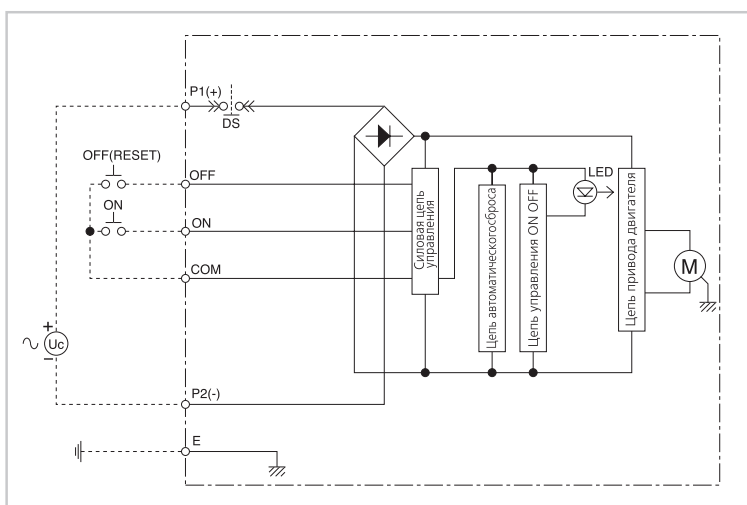 P1(+)
DS
OFF(RESET)
OFF
ON
ON
COM
LED
Силовая цепь
управления
Цепь автоматическогосброса
Цепь управления ON OFF
Цепь привода двигателя
M
+
Uc
−
P2(-)
E